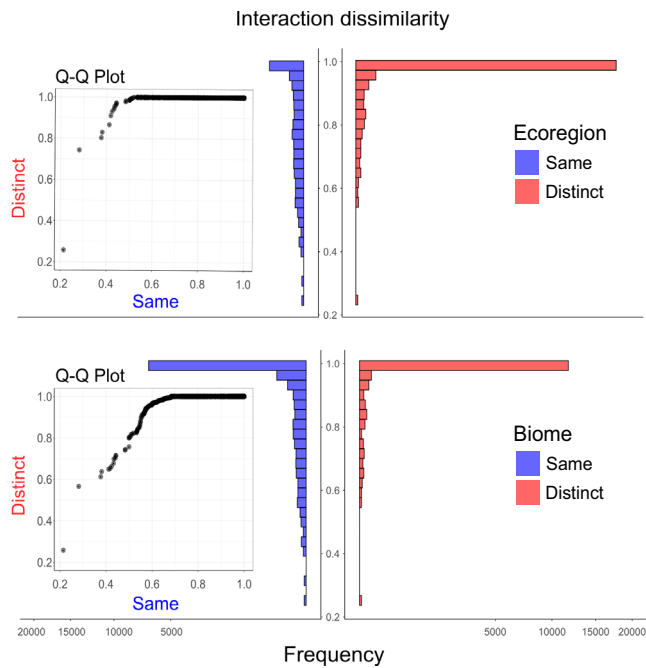 Interaction dissimilarity
Q-Q Plot
1.0
0.8
0.6
0.4
0.2
Distinct
0.2 0.4 0.6 0.8 1.0
Same
1.0
0.8
0.6
0.4
0.2
Ecoregion
Same
Distinct
Q-Q Plot
1.0
0.8
0.6
0.4
0.2
Distinct
0.2 0.4 0.6 0.8 1.0
Same
1.0
0.8
0.6
0.4
0.2
Biome
Same
Distinct
20000 15000 10000 5000 5000 10000 15000 20000
Frequency